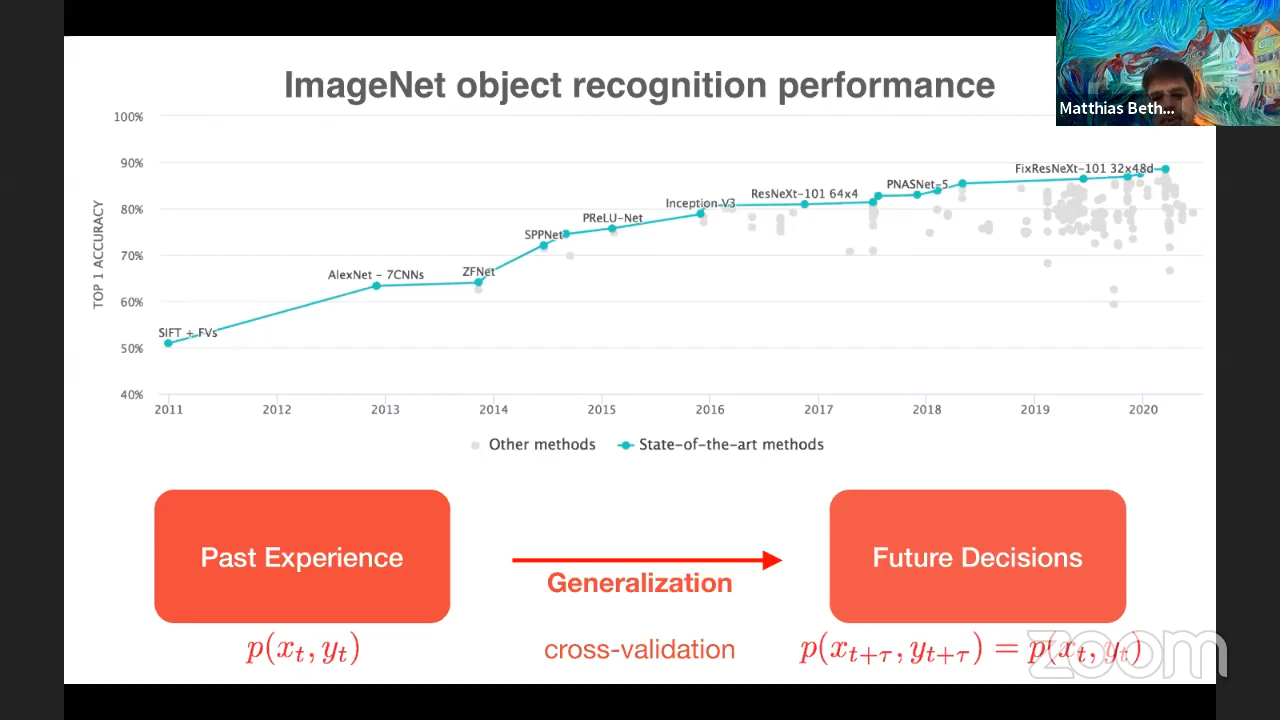 ImageNet object recognition performance
Matthias Beth...
100%
90%
80%
70%
60%
50%
40%
TOP 1 ACCURACY
SIFT + FVs
AlexNet - 7CNNs
ZFNet
SPPNet
PReLU-Net
Inception V3
ResNeXt-101 64x4
PNASNet-5
FixResNeXt-101 32x48d
2011 2012 2013 2014 2015 2016 2017 2018 2019 2020
Other methods State-of-the-art methods
Past Experience
Generalization
Future Decisions
p(x_t, y_t)
cross-validation
p(x_{t+τ}, y_{t+τ}) = p(x_t, y_t)
zoom